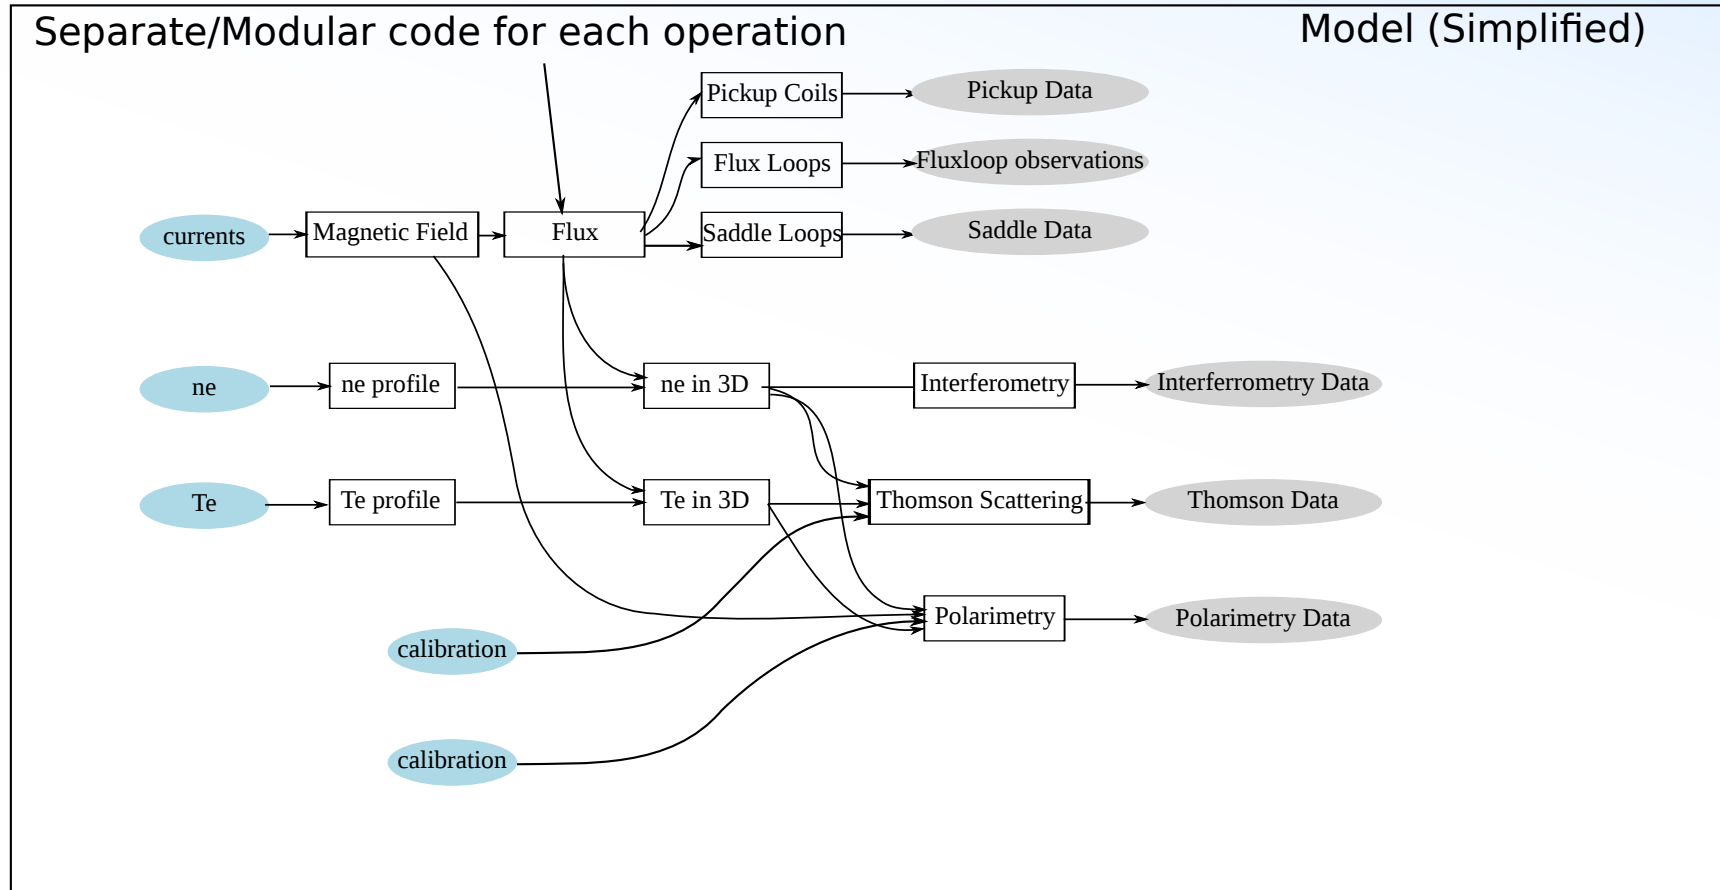 Separate/Modular code for each operation
Model (Simplified)
Pickup Coils
Pickup Data
Flux Loops
Fluxloop observations
currents
Magnetic Field
Flux
Saddle Loops
Saddle Data
ne
ne profile
ne in 3D
Interferometry
Interferrometry Data
Te
Te profile
Te in 3D
Thomson Scattering
Thomson Data
Polarimetry
Polarimetry Data
calibration
calibration